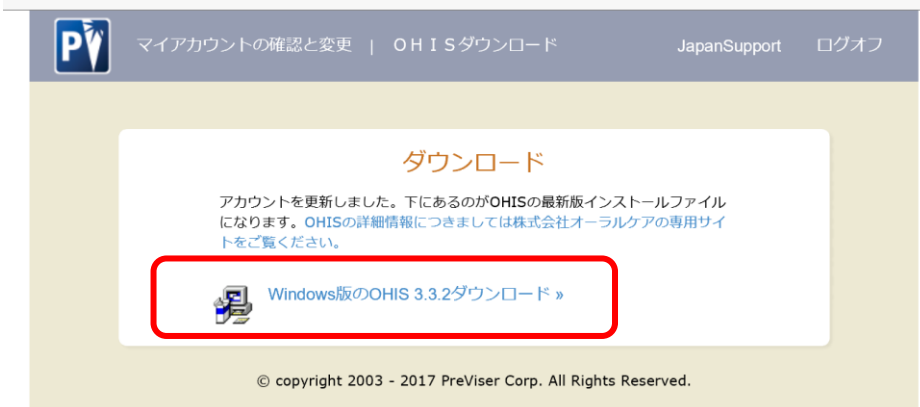 PV マイアカウントの確認と変更 | OHISダウンロード JapanSupport ログオフ
ダウンロード
アカウントを更新しました。下にあるのがOHISの最新版インストールファイル
になります。OHISの詳細情報につきましては株式会社オーラルケアの専用サイ
トをご覧ください。
Windows版のOHIS 3.3.2ダウンロード »
© copyright 2003 - 2017 PreViser Corp. All Rights Reserved.